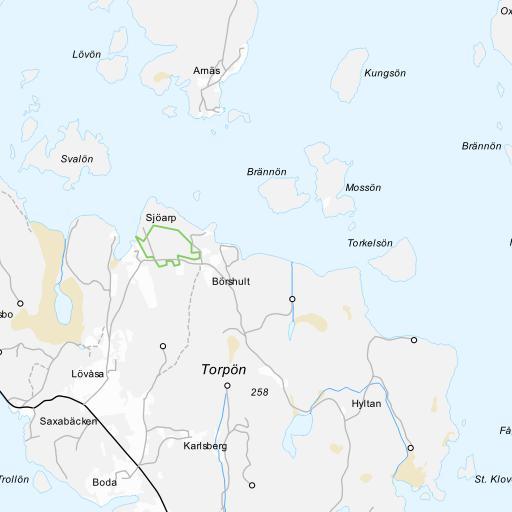 Ox
Lövön
Arnäs
Kungsön
Svalön
Brännön
Brännön
Mossön
Sjöarp
Torkelsön
Börshult
sbo
Torpön
Lövåsa
258
Hyltan
Saxabäcken
Karlsberg
Trollön
Boda
St. Klov